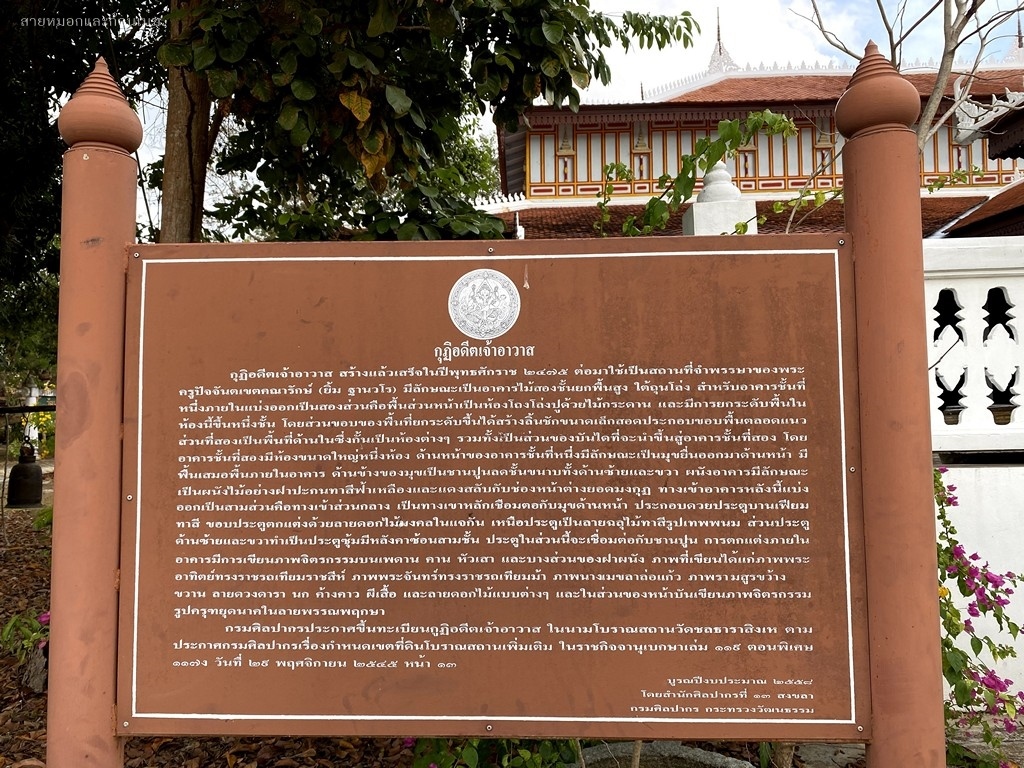 สายหมอกและก้อนเมฆ
กุฏิอดีตเจ้าอาวาส
กุฏิอดีตเจ้าอาวาส สร้างแล้วเสร็จในปีพุทธศักราช ๒๔๗๕ ต่อมาใช้เป็นสถานที่จำพรรษาของพระ
ครูปัจจันตเขตคณารักษ์ (ยิ้ม ฐานวโร) มีลักษณะเป็นอาคารไม้สองชั้นยกพื้นสูง ใต้ถุนโล่ง สำหรับอาคารชั้นที่
หนึ่งภายในแบ่งออกเป็นสองส่วนคือพื้นส่วนหน้าเป็นห้องโถงโล่งปูด้วยไม้กระดาน และมีการยกระดับพื้นใน
ห้องนี้ขึ้นหนึ่งชั้น โดยส่วนขอบของพื้นที่ยกระดับขึ้นได้สร้างลิ้นชักขนาดเล็กสอดประกอบขอบพื้นตลอดแนว
ส่วนที่สองเป็นพื้นที่ด้านในซึ่งกั้นเป็นห้องต่างๆ รวมทั้งเป็นส่วนของบันไดที่จะนำขึ้นสู่อาคารชั้นที่สอง โดย
อาคารชั้นที่สองมีห้องขนาดใหญ่หนึ่งห้อง ด้านหน้าของอาคารชั้นที่หนึ่งมีลักษณะเป็นมุขยื่นออกมาด้านหน้า มี
พื้นเสมอพื้นภายในอาคาร ด้านข้างของมุขเป็นชานปูนลดชั้นขนาบทั้งด้านซ้ายและขวา ผนังอาคารมีลักษณะ
เป็นผนังไม้อย่างฝาปะกนทาสีฟ้าเหลืองและแดงสลับกับช่องหน้าต่างยอดมงกุฎ ทางเข้าอาคารหลังนี้แบ่ง
ออกเป็นสามส่วนคือทางเข้าส่วนกลาง เป็นทางเขาหลักเชื่อมตอกับมุขด้านหน้า ประกอบด้วยประตูบานเฟี้ยม
ทาสี ขอบประตูตกแต่งด้วยลายดอกไม้มงคลในแจกัน เหนือประตูเป็นลายฉลุไม้ทาสีรูปเทพพนม ส่วนประตู
ด้านซ้ายและขวาทำเป็นประตูซุ้มมีหลังคาซ้อนสามชั้น ประตูในส่วนนี้จะเชื่อมต่อกับชานปูน การตกแต่งภายใน
อาคารมีการเขียนภาพจิตรกรรมบนเพดาน คาน หัวเสา และบางส่วนของฝาผนัง ภาพที่เขียนได้แก่ภาพพระ
อาทิตย์ทรงราชรถเทียมราชสีห์ ภาพพระจันทร์ทรงราชรถเทียมม้า ภาพนางเมขลาล่อแก้ว ภาพรามสูรขว้าง
ขวาน ลายดวงดารา นก ค้างคาว ผีเสื้อ และลายดอกไม้แบบต่างๆ และในส่วนของหน้าบันเขียนภาพจิตรกรรม
รูปครุฑยุดนาคในลายพรรณพฤกษา
กรมศิลปากรประกาศขึ้นทะเบียนกุฏิอดีตเจ้าอาวาส ในนามโบราณสถานวัดชลธาราสิงเห ตาม
ประกาศกรมศิลปากรเรื่องกำหนดเขตที่ดินโบราณสถานเพิ่มเติม ในราชกิจจานุเบกษาเล่ม ๑๑๙ ตอนพิเศษ
๑๑๗ง วันที่ ๒๙ พฤศจิกายน ๒๕๔๕ หน้า ๑๓
บูรณปีงบประมาณ ๒๕๕๘
โดยสำนักศิลปากรที่ ๑๓ สงขลา
กรมศิลปากร กระทรวงวัฒนธรรม